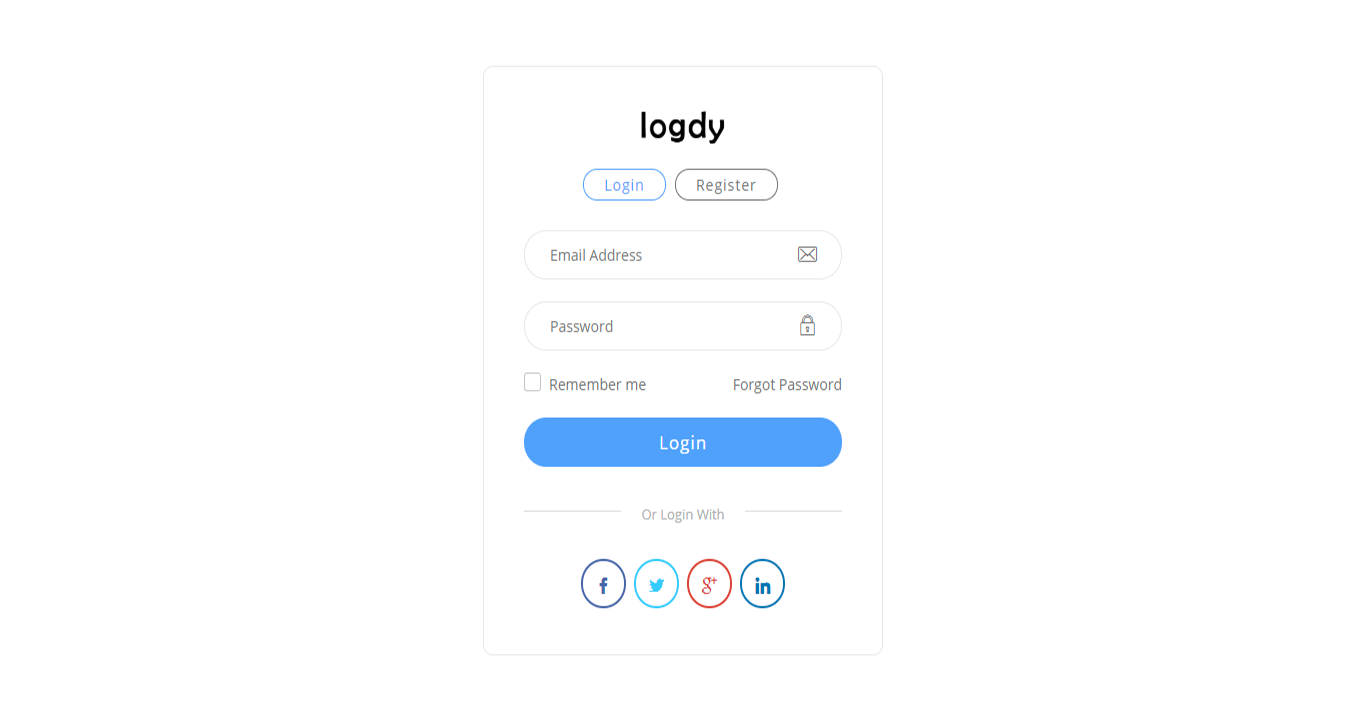 logdy
Login Register
Email Address
Password
Remember me Forgot Password
Login
Or Login With
f g+ in